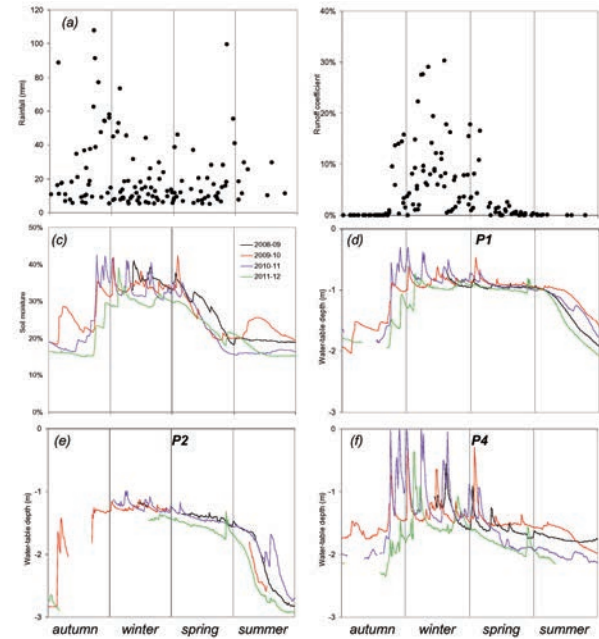 (a)
Rainfall (mm)
120
100
80
60
40
20
0
Runoff coefficient
30%
20%
10%
0%
(c)
Soil moisture
50%
40%
30%
20%
10%
0%
2008-09
2009-10
2010-11
2011-12
(d)
P1
Water-table depth (m)
0
-1
-2
-3
(e)
P2
Water-table depth (m)
0
-1
-2
-3
(f)
P4
Water-table depth (m)
0
-1
-2
-3
autumn winter spring summer
autumn winter spring summer